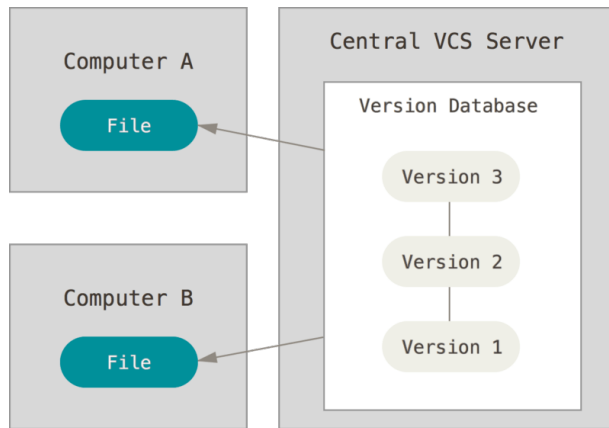 Computer A
File
Computer B
File
Central VCS Server
Version Database
Version 3
Version 2
Version 1